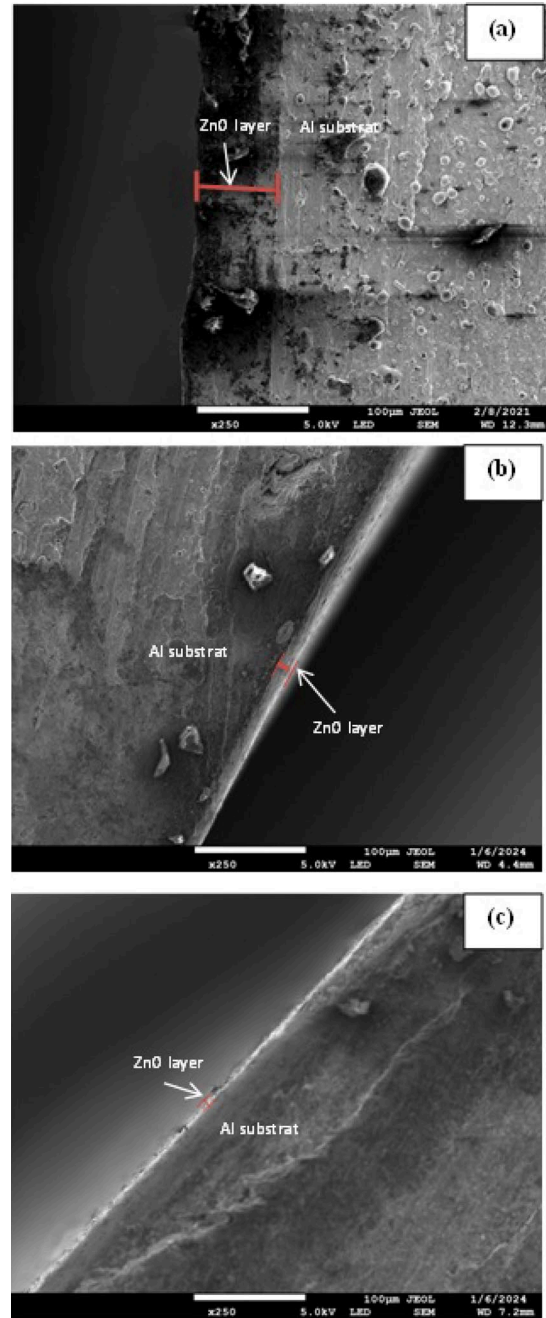 (a)
ZnO layer
Al substrat
100µm JEOL 2/8/2021
x250 5.0kV LED SEM WD 12.3mm
(b)
Al substrat
ZnO layer
100µm JEOL 1/6/2024
x250 5.0kV LED SEM WD 4.4mm
(c)
ZnO layer
Al substrat
100µm JEOL 1/6/2024
x250 5.0kV LED SEM WD 7.2mm